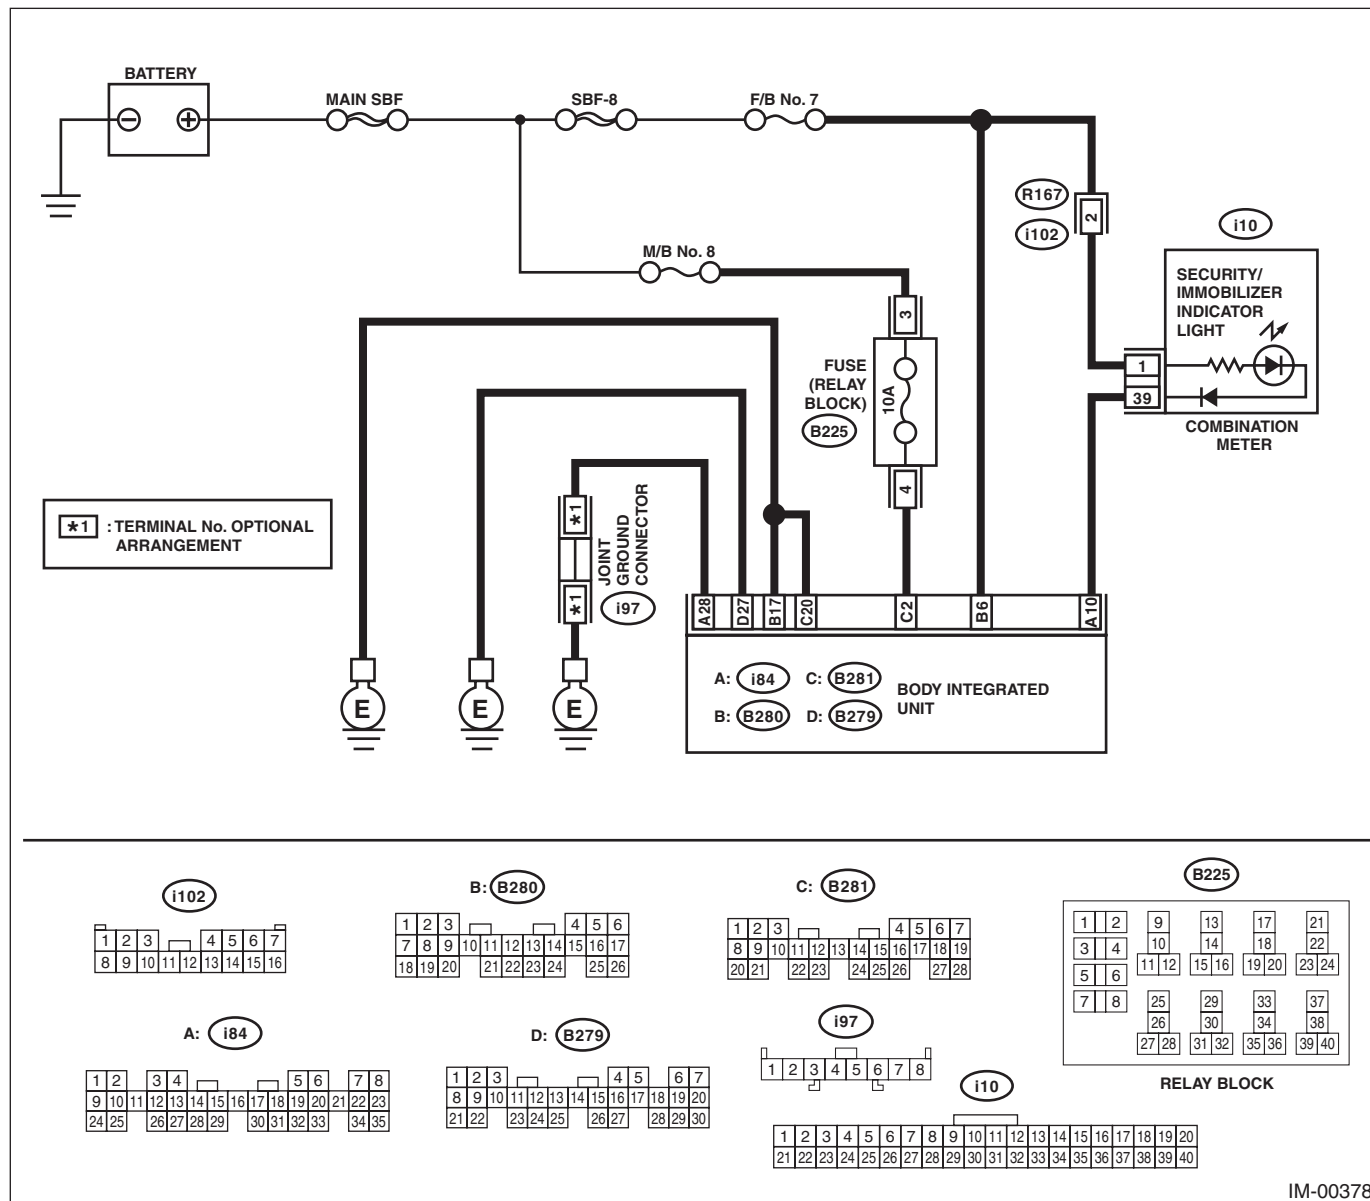 BATTERY
MAIN SBF
SBF-8
F/B No. 7
R167
i102
2
i10
M/B No. 8
SECURITY/
IMMOBILIZER
INDICATOR
LIGHT
3
FUSE
(RELAY
BLOCK)
10A
B225
4
1
39
COMBINATION
METER
*1 : TERMINAL No. OPTIONAL
ARRANGEMENT
*1
*1
JOINT
GROUND
CONNECTOR
i97
A28
D27
B17
C20
C2
B6
A10
E
E
E
A: i84 C: B281
B: B280 D: B279
BODY INTEGRATED
UNIT
i102
1 2 3 4 5 6 7
8 9 10 11 12 13 14 15 16
B: B280
1 2 3 4 5 6
7 8 9 10 11 12 13 14 15 16 17
18 19 20 21 22 23 24 25 26
C: B281
1 2 3 4 5 6 7
8 9 10 11 12 13 14 15 16 17 18 19
20 21 22 23 24 25 26 27 28
B225
1 2 9 13 17 21
3 4 10 14 18 22
11 12 15 16 19 20 23 24
5 6
7 8 25 29 33 37
26 30 34 38
27 28 31 32 35 36 39 40
RELAY BLOCK
A: i84
1 2 3 4 5 6 7 8
9 10 11 12 13 14 15 16 17 18 19 20 21 22 23
24 25 26 27 28 29 30 31 32 33 34 35
D: B279
1 2 3 4 5 6 7
8 9 10 11 12 13 14 15 16 17 18 19 20
21 22 23 24 25 26 27 28 29 30
i97
1 2 3 4 5 6 7 8
i10
1 2 3 4 5 6 7 8 9 10 11 12 13 14 15 16 17 18 19 20
21 22 23 24 25 26 27 28 29 30 31 32 33 34 35 36 37 38 39 40
IM-00378